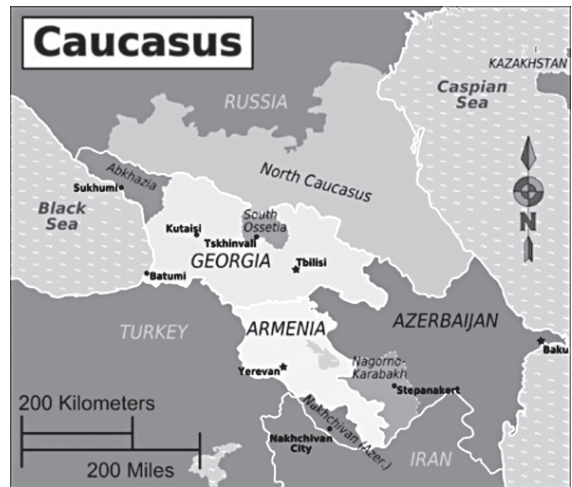 Caucasus
KAZAKHSTAN
Caspian
Sea
RUSSIA
North Caucasus
Abkhazia
Sukhumi
Black
Sea
South
Ossetia
Kutaisi
Tskhinvali
GEORGIA
Tbilisi
Batumi
N
TURKEY
ARMENIA
AZERBAIJAN
Baku
Nagorno-
Karabakh
Yerevan
Stepanakert
Nakhchivan (Azer.)
Nakhchivan
City
IRAN
200 Kilometers
200 Miles